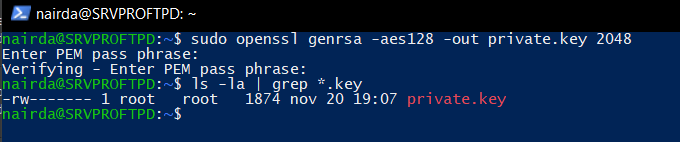 nairda@SRVPROFTPD: ~
nairda@SRVPROFTPD:~$ sudo openssl genrsa -aes128 -out private.key 2048
Enter PEM pass phrase:
Verifying - Enter PEM pass phrase:
nairda@SRVPROFTPD:~$ ls -la | grep *.key
-rw------- 1 root   root   1874 nov 20 19:07 private.key
nairda@SRVPROFTPD:~$